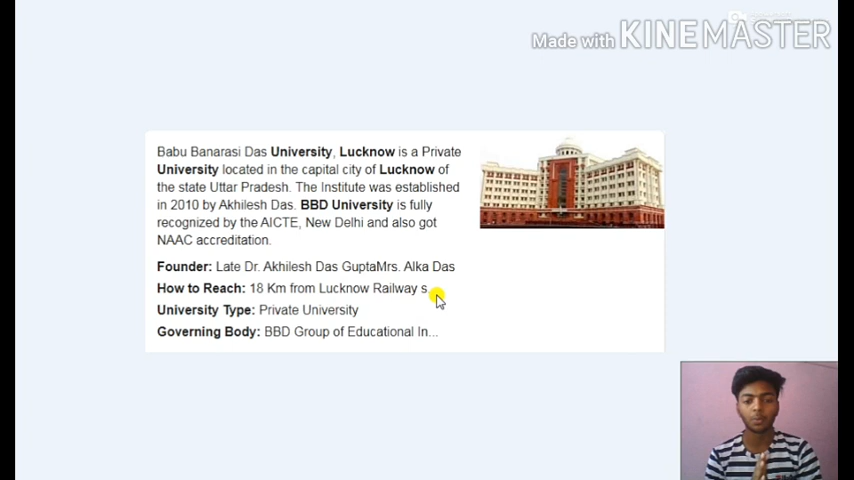 Made with KINEMASTER
Babu Banarasi Das University, Lucknow is a Private
University located in the capital city of Lucknow of
the state Uttar Pradesh. The Institute was established
in 2010 by Akhilesh Das. BBD University is fully
recognized by the AICTE, New Delhi and also got
NAAC accreditation.
Founder: Late Dr. Akhilesh Das GuptaMrs. Alka Das
How to Reach: 18 Km from Lucknow Railway s...
University Type: Private University
Governing Body: BBD Group of Educational In...